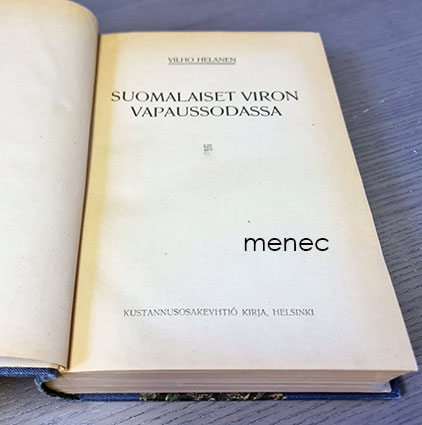 VILHO HELANEN
SUOMALAISET VIRON
VAPAUSSODASSA
menec
KUSTANNUSOSAKEYHTIÖ KIRJA, HELSINKI